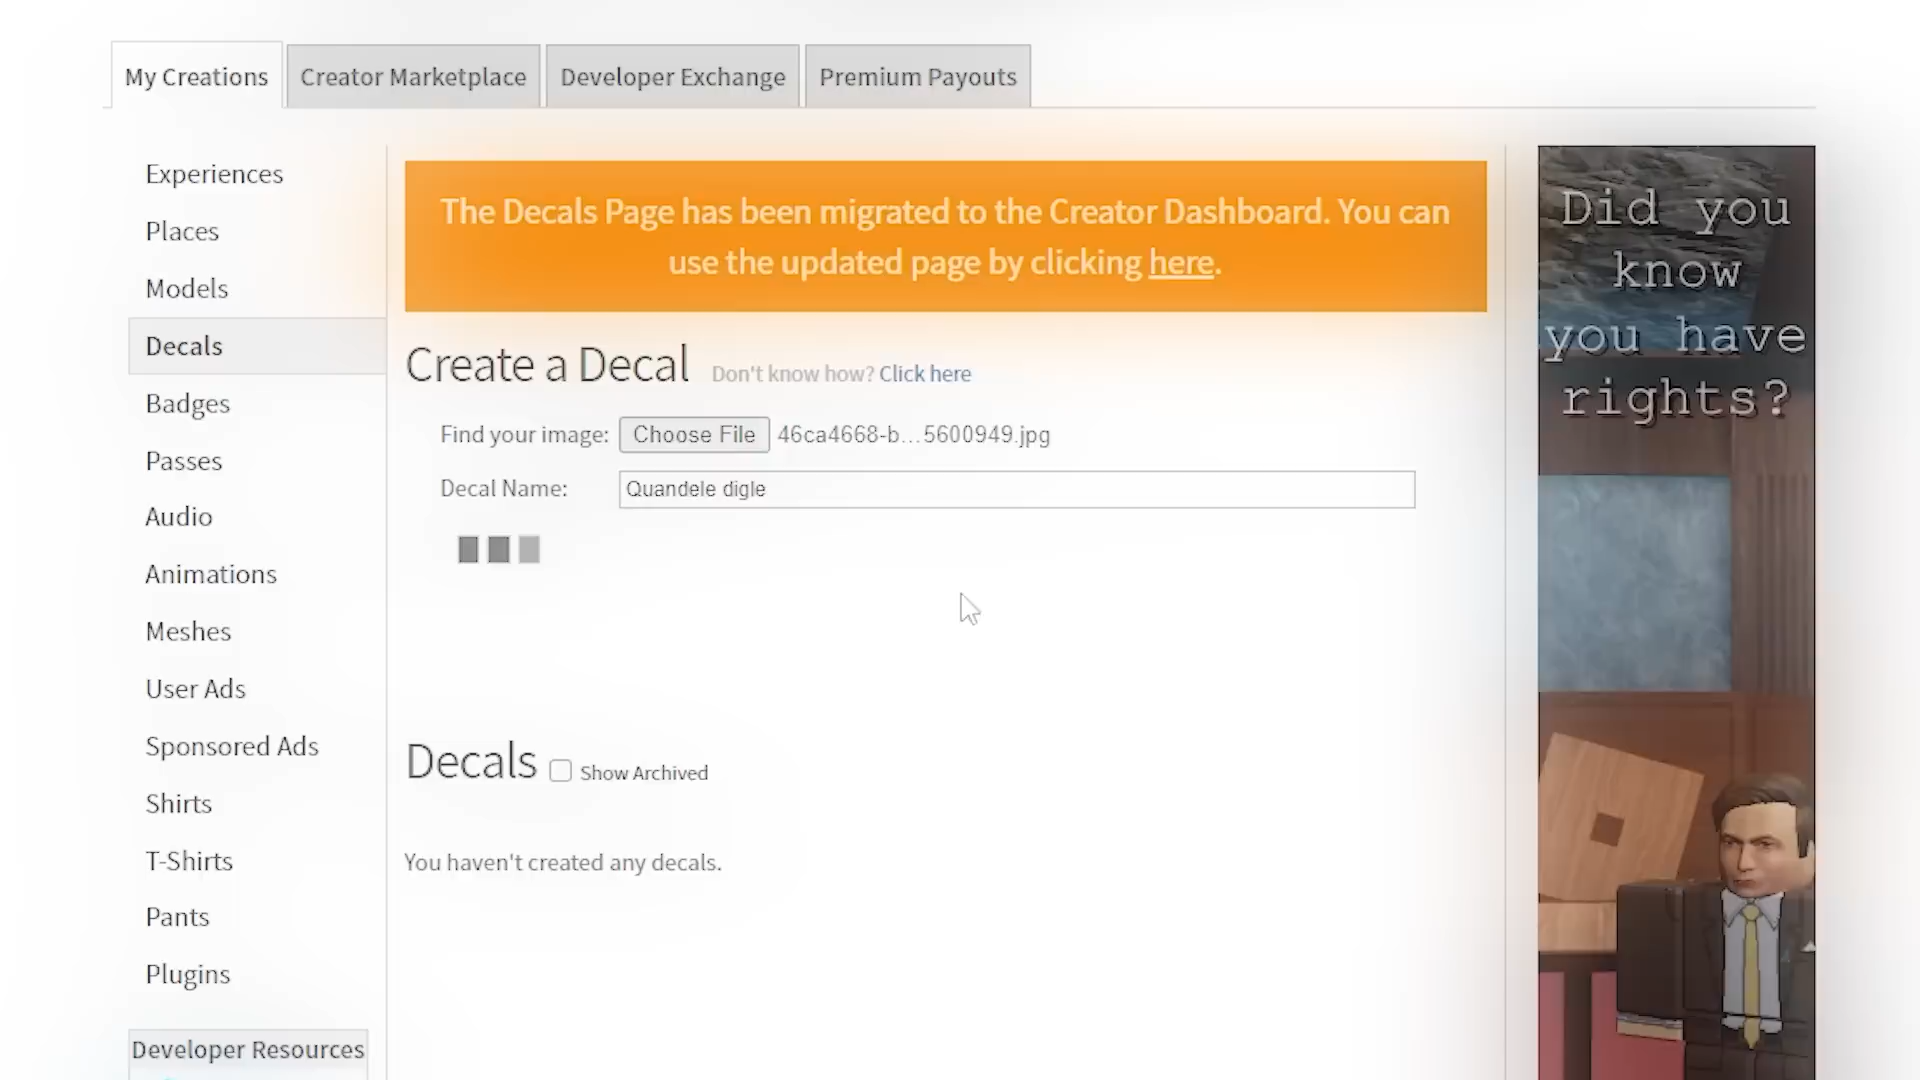 My Creations
Creator Marketplace
Developer Exchange
Premium Payouts
Experiences
Places
Models
Decals
Badges
Passes
Audio
Animations
Meshes
User Ads
Sponsored Ads
Shirts
T-Shirts
Pants
Plugins
Developer Resources
The Decals Page has been migrated to the Creator Dashboard. You can
use the updated page by clicking here.
Create a Decal Don't know how? Click here
Find your image: Choose File 46ca4668-b...5600949.jpg
Decal Name: Quandele digle
Decals Show Archived
You haven't created any decals.
Did you
know
you have
rights?